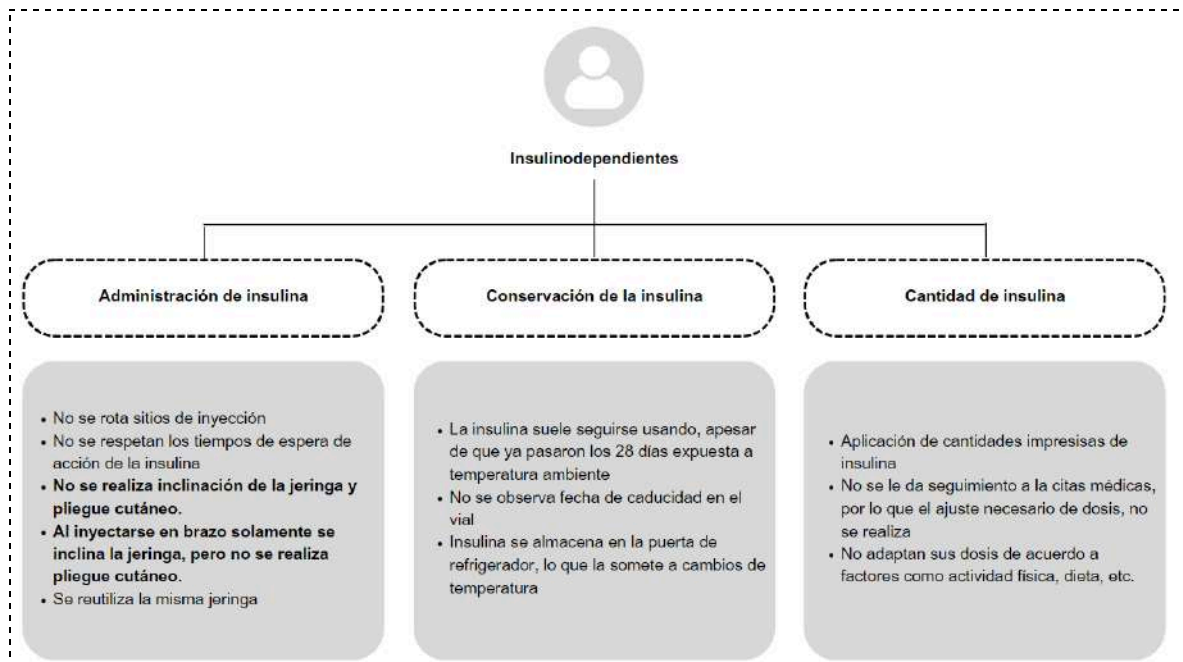 Insulinodependientes
Administración de insulina
Conservación de la insulina
Cantidad de insulina
• No se rota sitios de inyección
• No se respetan los tiempos de espera de
acción de la insulina
• No se realiza inclinación de la jeringa y
pliegue cutáneo.
• Al inyectarse en brazo solamente se
inclina la jeringa, pero no se realiza
pliegue cutáneo.
• Se reutiliza la misma jeringa
• La insulina suele seguirse usando, apesar
de que ya pasaron los 28 días expuesta a
temperatura ambiente
• No se observa fecha de caducidad en el
vial
• Insulina se almacena en la puerta de
refrigerador, lo que la somete a cambios de
temperatura
• Aplicación de cantidades impresisas de
insulina
• No se le da seguimiento a la citas médicas,
por lo que el ajuste necesario de dosis, no
se realiza
• No adaptan sus dosis de acuerdo a
factores como actividad física, dieta, etc.